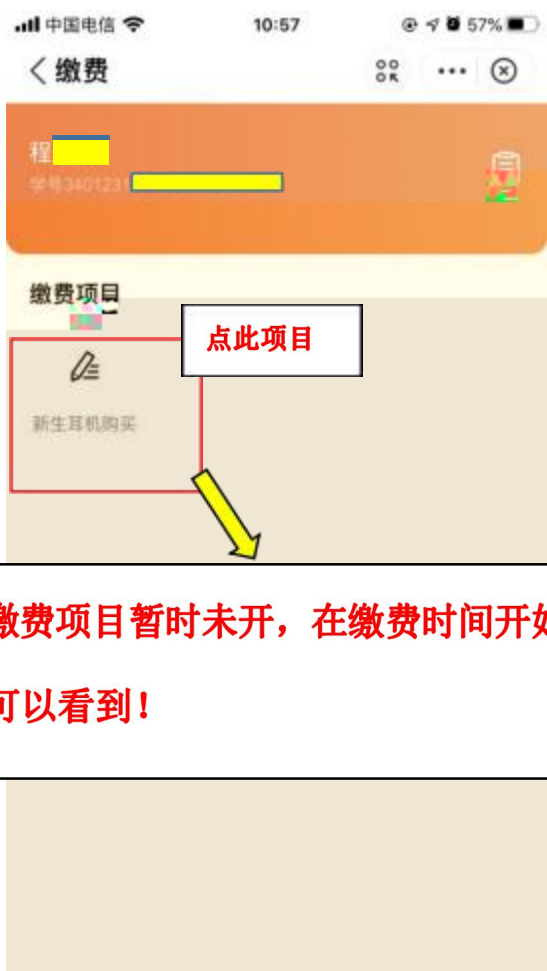 中国电信 10:57 57%
缴费
程
学号3401231
缴费项目
点此项目
新生耳机购买
缴费项目暂时未开，在缴费时间开始
可以看到！